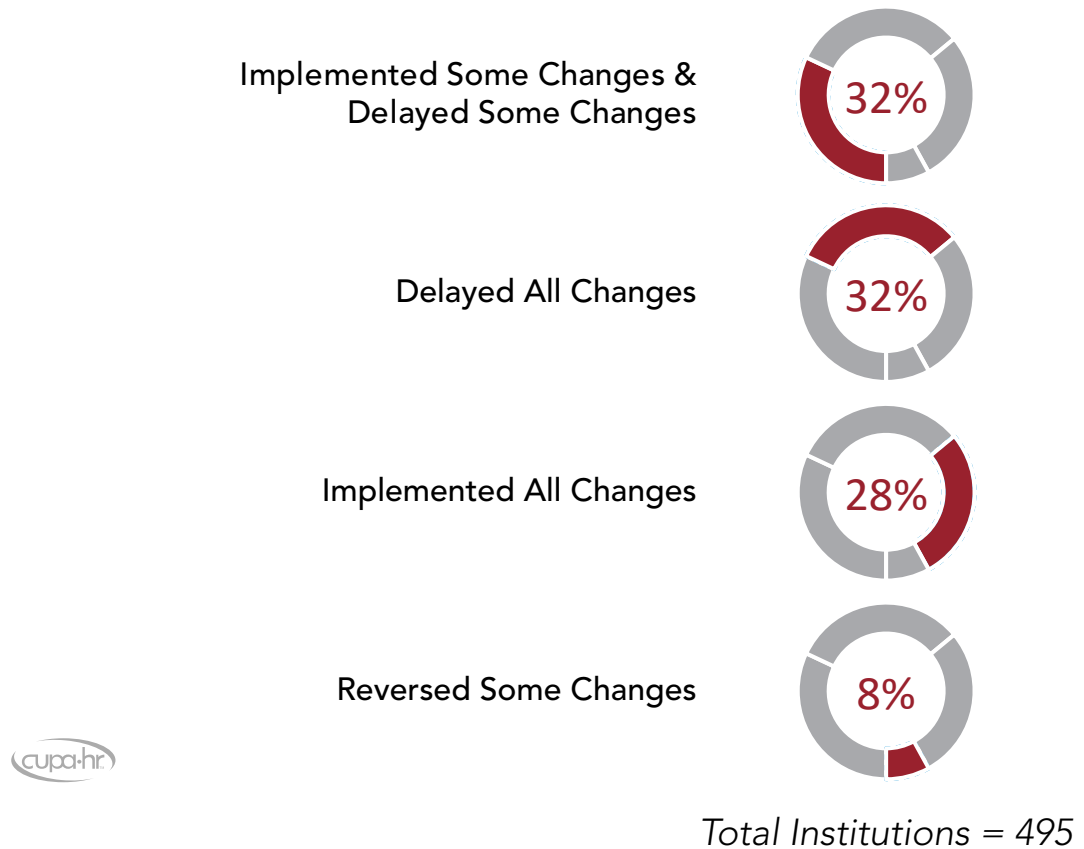 Implemented Some Changes &
Delayed Some Changes
32%
Delayed All Changes
32%
Implemented All Changes
28%
Reversed Some Changes
8%
cupa·hr
Total Institutions = 495